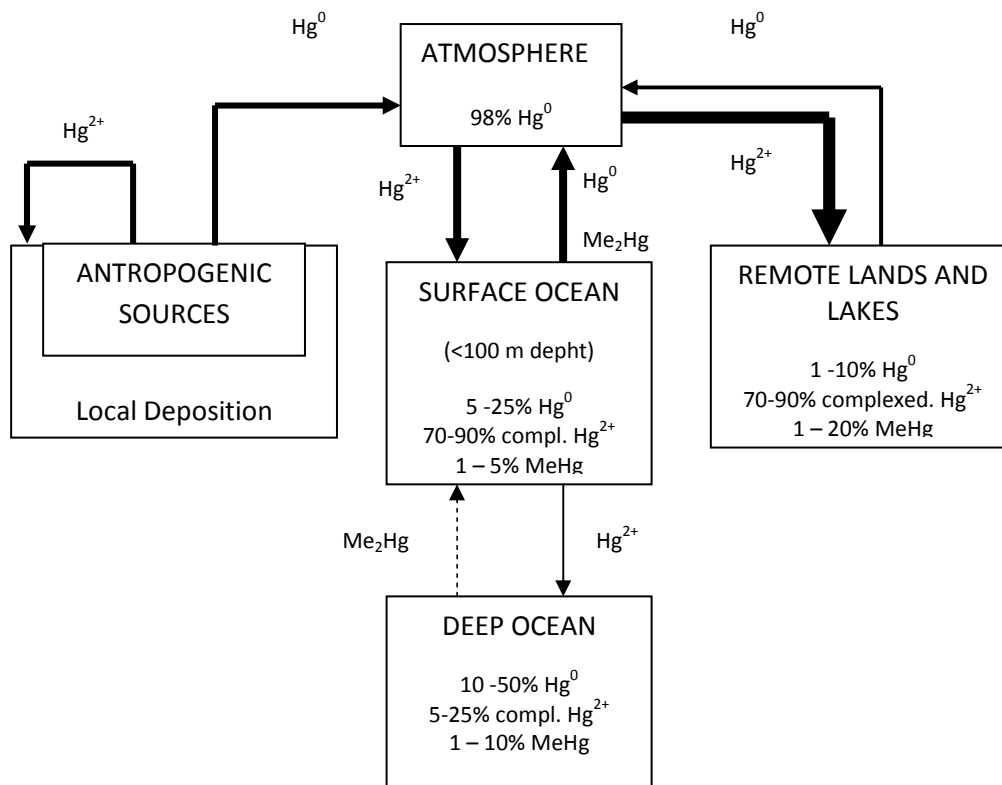 Hg⁰
Hg⁰
ATMOSPHERE
98% Hg⁰
Hg²⁺
Hg²⁺
Hg⁰
Hg²⁺
Me₂Hg
ANTROPOGENIC
SOURCES
Local Deposition
SURFACE OCEAN
(<100 m depht)
5 -25% Hg⁰
70-90% compl. Hg²⁺
1 – 5% MeHg
REMOTE LANDS AND
LAKES
1 -10% Hg⁰
70-90% complexed. Hg²⁺
1 – 20% MeHg
Me₂Hg
Hg²⁺
DEEP OCEAN
10 -50% Hg⁰
5-25% compl. Hg²⁺
1 – 10% MeHg